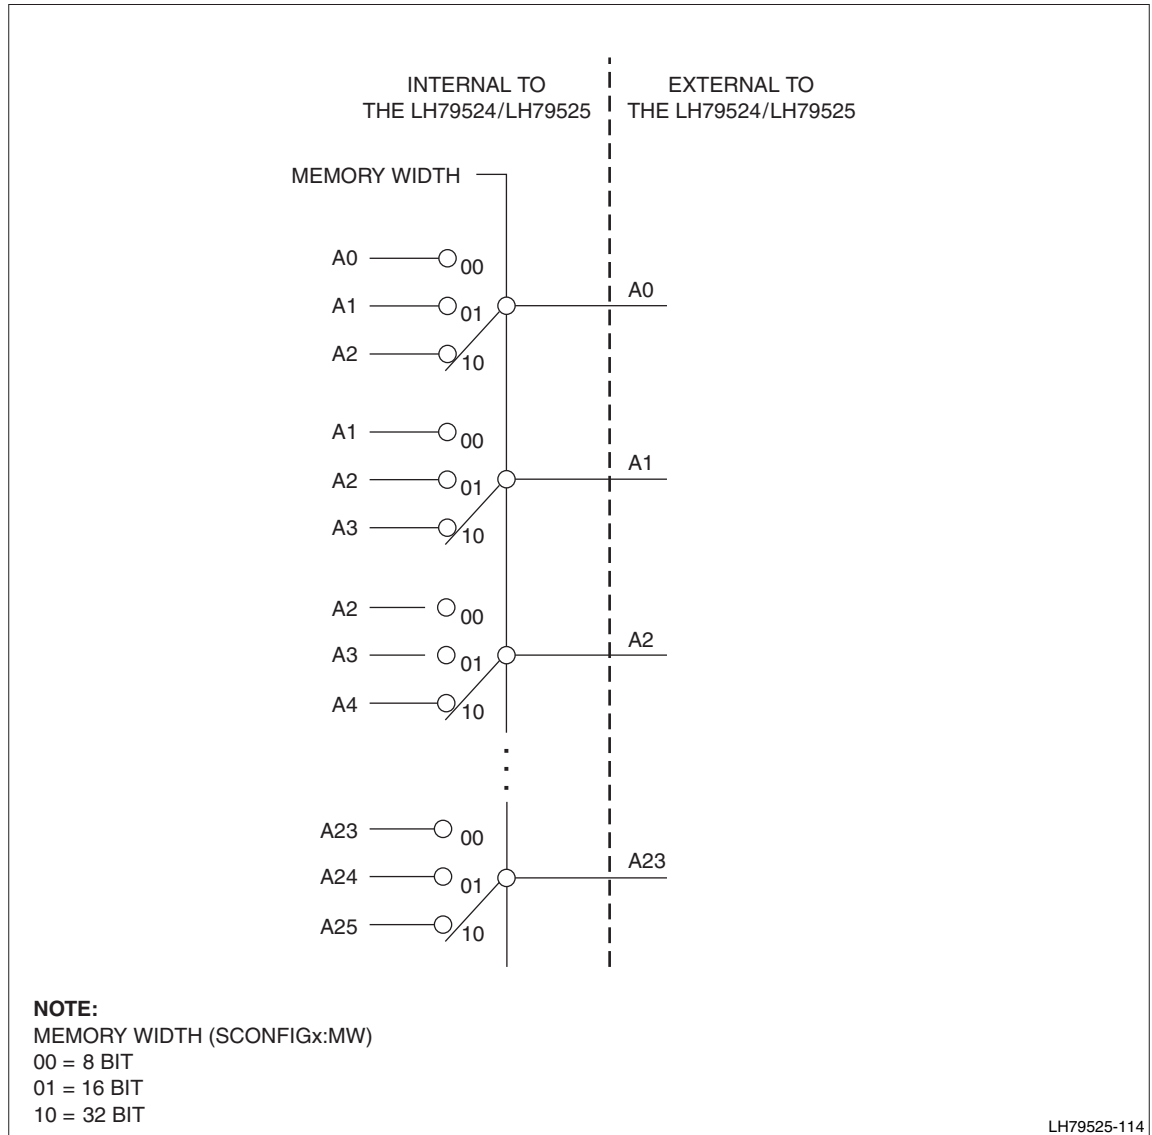 INTERNAL TO
THE LH79524/LH79525
EXTERNAL TO
THE LH79524/LH79525
MEMORY WIDTH
A0
00
A1
01
A2
10
A0
A1
00
A2
01
A3
10
A1
A2
00
A3
01
A4
10
A2
A23
00
A24
01
A25
10
A23
NOTE:
MEMORY WIDTH (SCONFIGx:MW)
00 = 8 BIT
01 = 16 BIT
10 = 32 BIT
LH79525-114